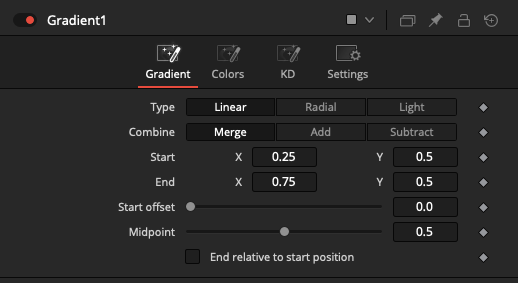 Gradient1
Gradient Colors KD Settings
Type Linear Radial Light
Combine Merge Add Subtract
Start X 0.25 Y 0.5
End X 0.75 Y 0.5
Start offset 0.0
Midpoint 0.5
End relative to start position